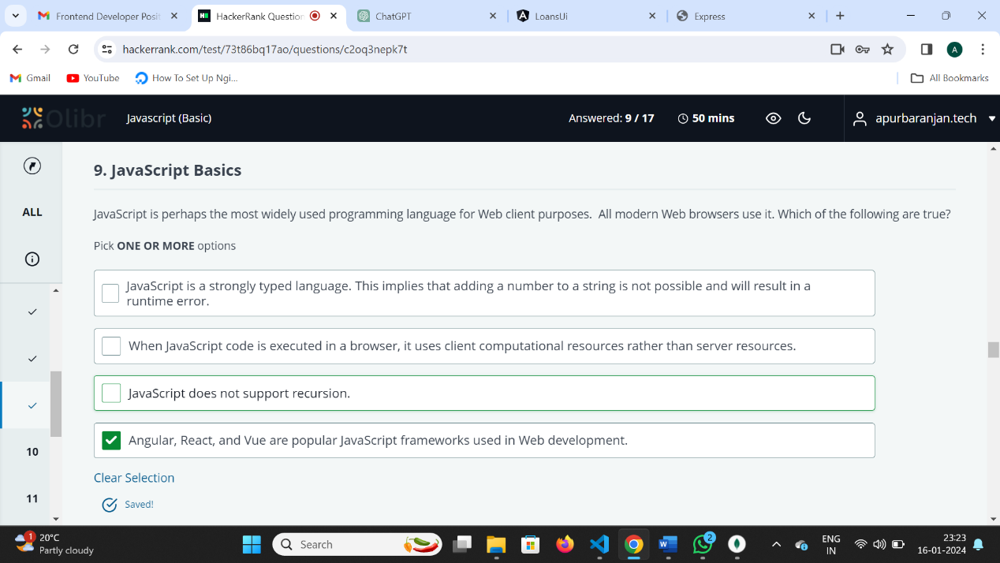 Frontend Developer Posit
HackerRank Question
ChatGPT
LoansUi
Express
hackerrank.com/test/73t86bq17ao/questions/c2oq3nepk7t
A
Gmail
YouTube
How To Set Up Ngi...
All Bookmarks
Olibr
Javascript (Basic)
Answered: 9 / 17
50 mins
apurbaranjan.tech
ALL
10
11
9. JavaScript Basics
JavaScript is perhaps the most widely used programming language for Web client purposes.  All modern Web browsers use it. Which of the following are true?
Pick ONE OR MORE options
JavaScript is a strongly typed language. This implies that adding a number to a string is not possible and will result in a
runtime error.
When JavaScript code is executed in a browser, it uses client computational resources rather than server resources.
JavaScript does not support recursion.
Angular, React, and Vue are popular JavaScript frameworks used in Web development.
Clear Selection
Saved!
1
20°C
Partly cloudy
Search
2
ENG
IN
23:23
16-01-2024